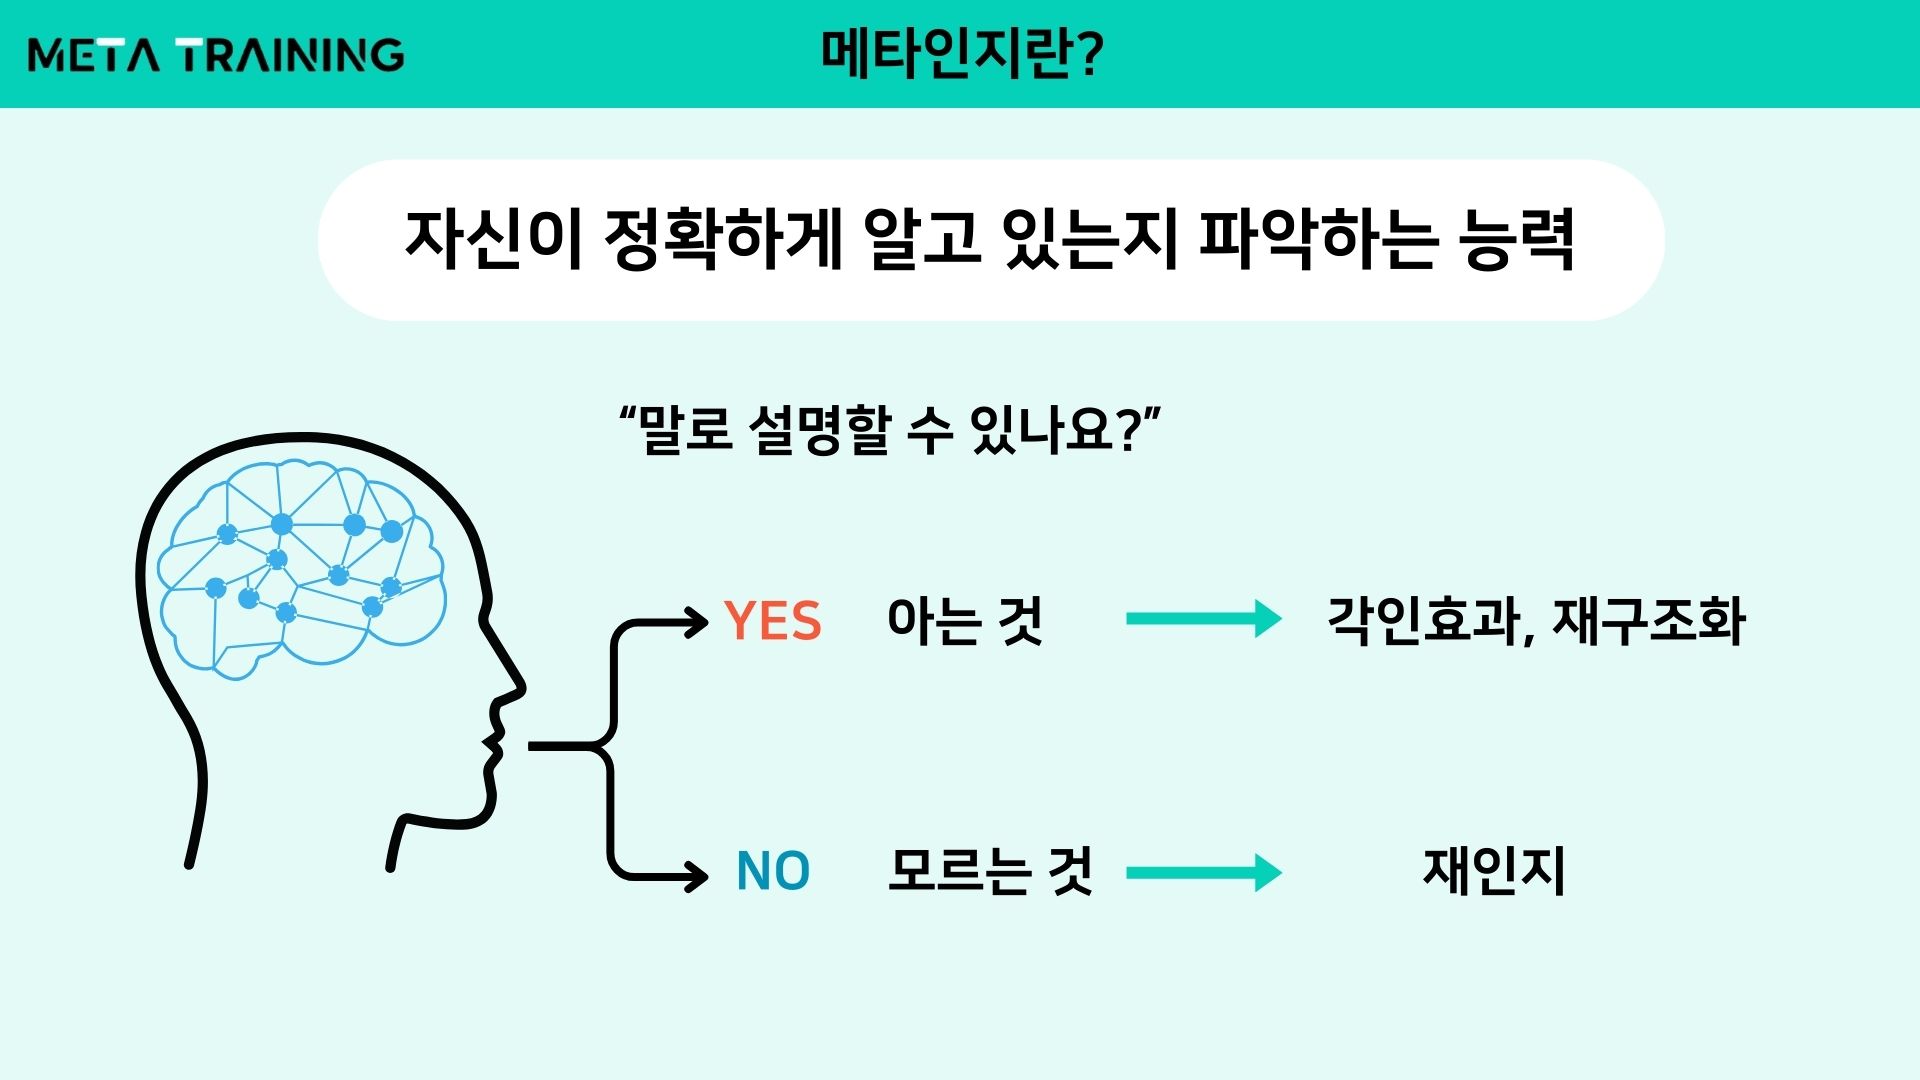 META TRAINING
메타인지란?
자신이 정확하게 알고 있는지 파악하는 능력
“말로 설명할 수 있나요?”
YES 아는 것 각인효과, 재구조화
NO 모르는 것 재인지